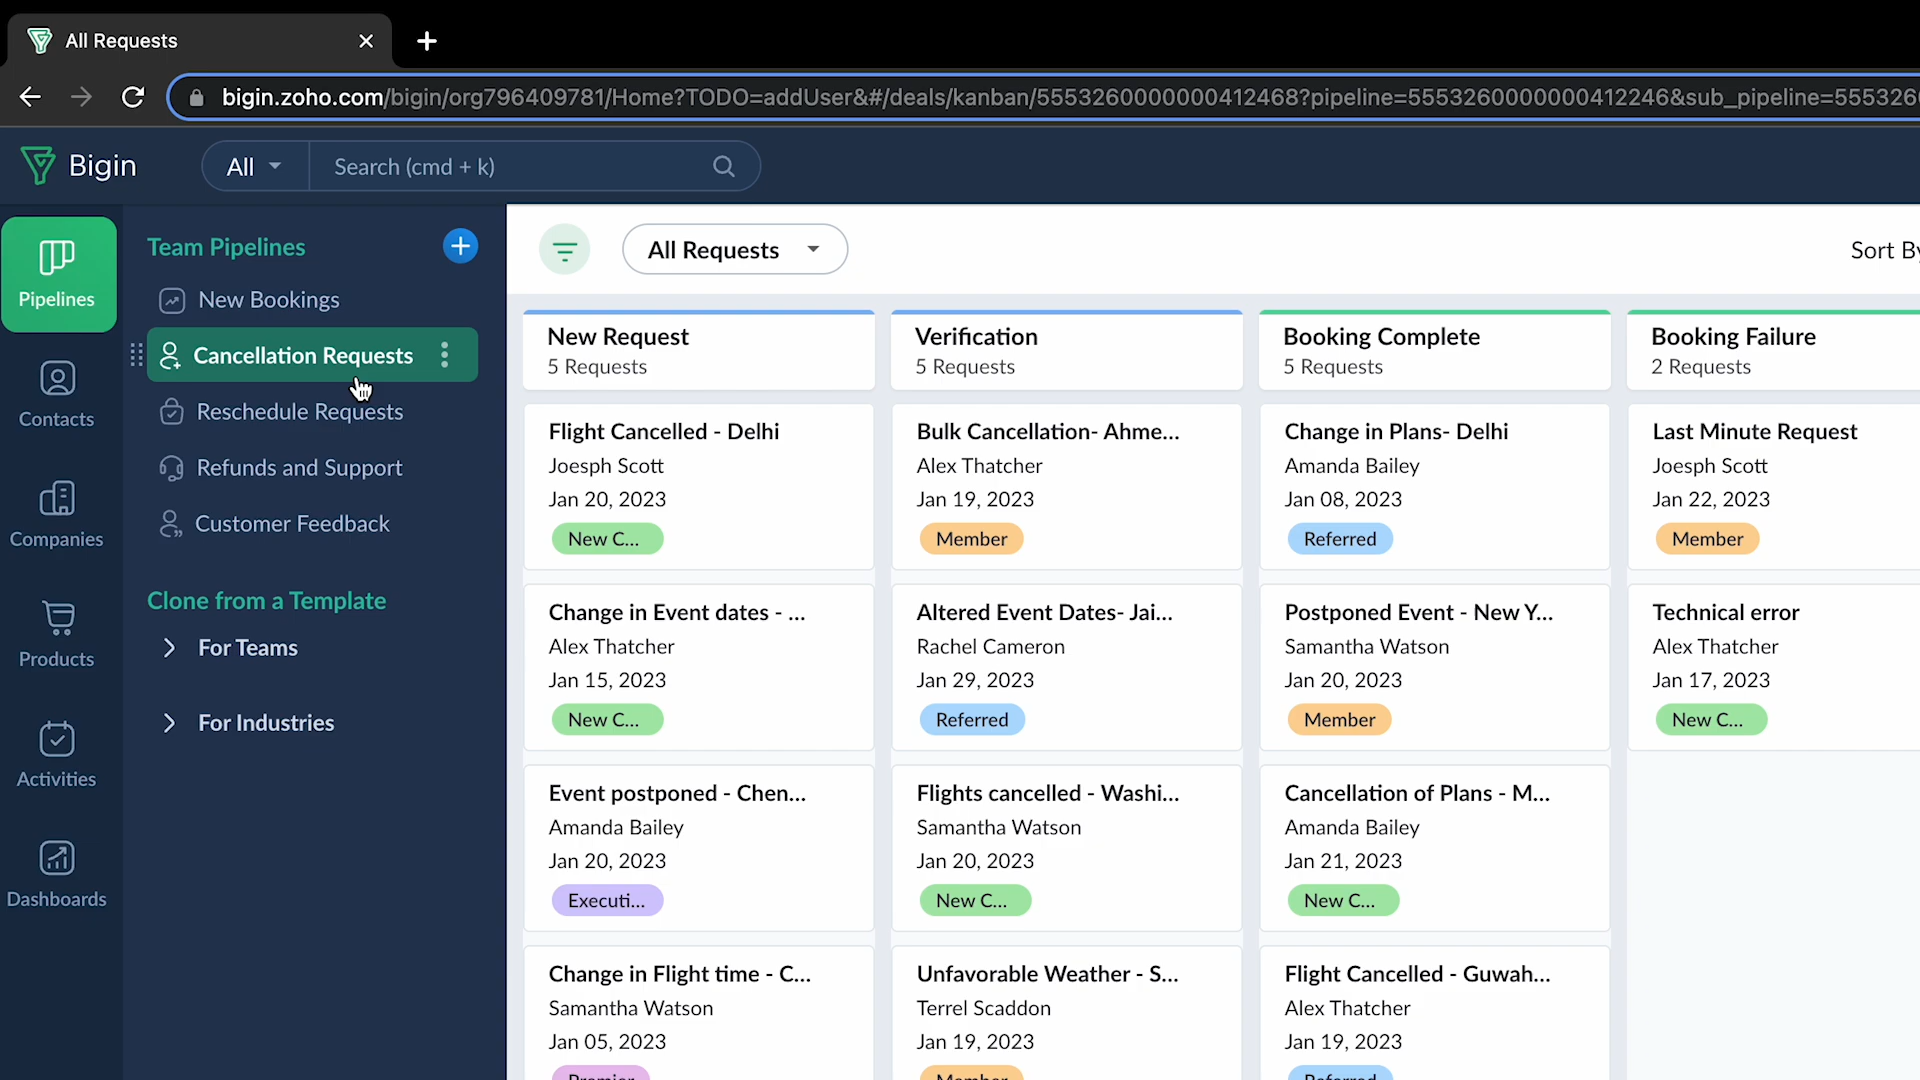 All Requests
bigin.zoho.com/bigin/org796409781/Home?TODO=addUser&#/deals/kanban/5553260000000412468?pipeline=5553260000000412246&sub_pipeline=555326
Bigin
All
Search (cmd + k)
Pipelines
Contacts
Companies
Products
Activities
Dashboards
Team Pipelines
New Bookings
Cancellation Requests
Reschedule Requests
Refunds and Support
Customer Feedback
Clone from a Template
For Teams
For Industries
All Requests
Sort By
New Request
5 Requests
Flight Cancelled - Delhi
Joesph Scott
Jan 20, 2023
New C...
Change in Event dates - ...
Alex Thatcher
Jan 15, 2023
New C...
Event postponed - Chen...
Amanda Bailey
Jan 20, 2023
Executi...
Change in Flight time - C...
Samantha Watson
Jan 05, 2023
Premier
Verification
5 Requests
Bulk Cancellation- Ahme...
Alex Thatcher
Jan 19, 2023
Member
Altered Event Dates- Jai...
Rachel Cameron
Jan 29, 2023
Referred
Flights cancelled - Washi...
Samantha Watson
Jan 20, 2023
New C...
Unfavorable Weather - S...
Terrel Scaddon
Jan 19, 2023
Member
Booking Complete
5 Requests
Change in Plans- Delhi
Amanda Bailey
Jan 08, 2023
Referred
Postponed Event - New Y...
Samantha Watson
Jan 20, 2023
Member
Cancellation of Plans - M...
Amanda Bailey
Jan 21, 2023
New C...
Flight Cancelled - Guwah...
Alex Thatcher
Jan 19, 2023
Referred
Booking Failure
2 Requests
Last Minute Request
Joesph Scott
Jan 22, 2023
Member
Technical error
Alex Thatcher
Jan 17, 2023
New C...